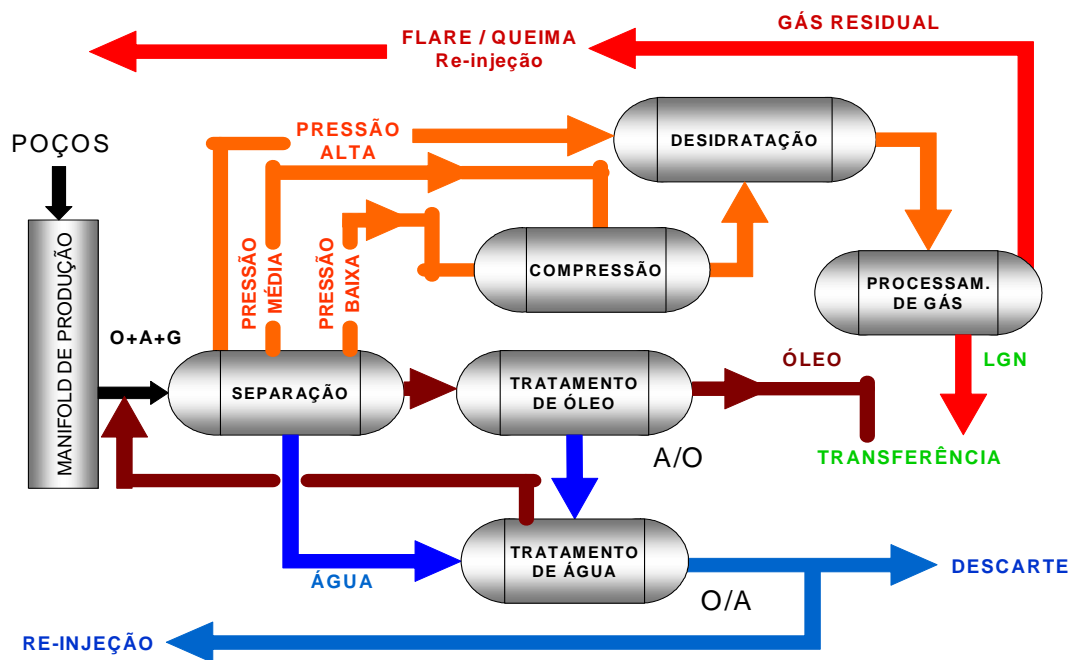 GÁS RESIDUAL
FLARE / QUEIMA
Re-injeção
POÇOS
PRESSÃO
ALTA
DESIDRATAÇÃO
MANIFOLD DE PRODUÇÃO
PRESSÃO
MÉDIA
PRESSÃO
BAIXA
COMPRESSÃO
PROCESSAM.
DE GÁS
O+A+G
SEPARAÇÃO
TRATAMENTO
DE ÓLEO
ÓLEO
LGN
A/O
TRANSFERÊNCIA
TRATAMENTO
DE ÁGUA
ÁGUA
O/A
DESCARTE
RE-INJEÇÃO